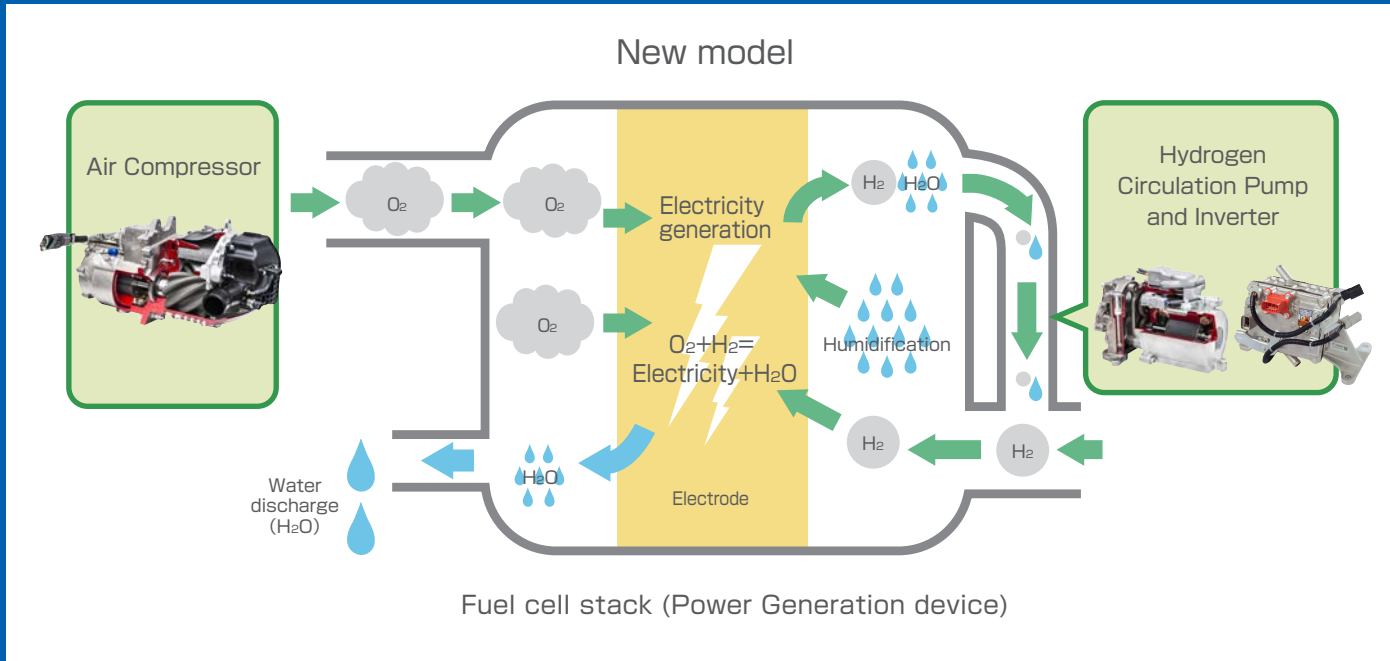 New model
Air Compressor
O₂
O₂
Electricity
generation
H₂
H₂O
Hydrogen
Circulation Pump
and Inverter
O₂
O₂+H₂=
Electricity+H₂O
Humidification
H₂
H₂
H₂O
Water
discharge
(H₂O)
Electrode
Fuel cell stack (Power Generation device)